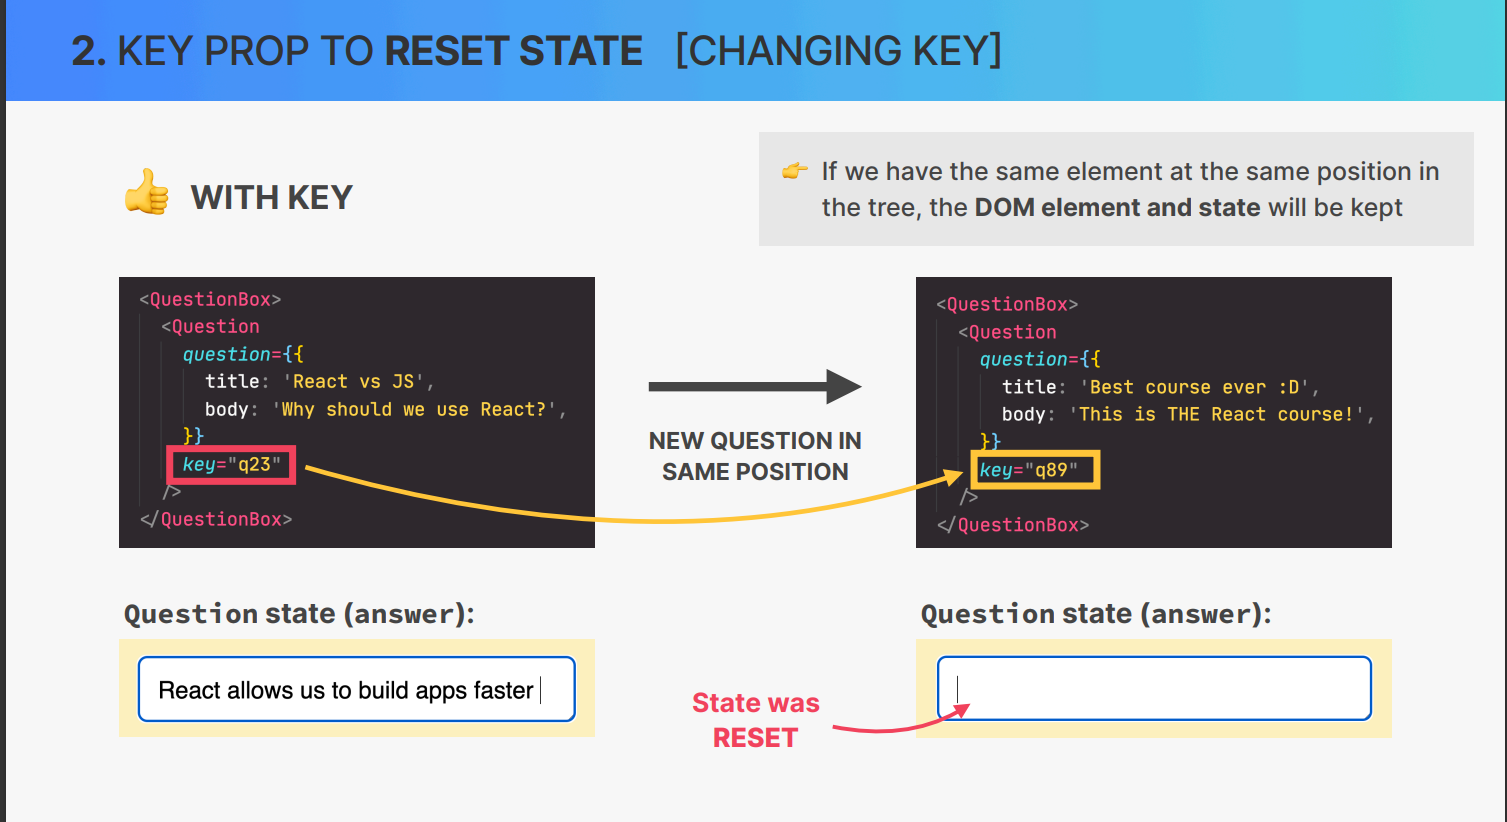 2. KEY PROP TO RESET STATE [CHANGING KEY]
WITH KEY
If we have the same element at the same position in
the tree, the DOM element and state will be kept
<QuestionBox>
<Question
question={{
title: 'React vs JS',
body: 'Why should we use React?',
}}
key="q23"
/>
</QuestionBox>
NEW QUESTION IN
SAME POSITION
<QuestionBox>
<Question
question={{
title: 'Best course ever :D',
body: 'This is THE React course!',
}}
key="q89"
/>
</QuestionBox>
Question state (answer):
React allows us to build apps faster
State was
RESET
Question state (answer):